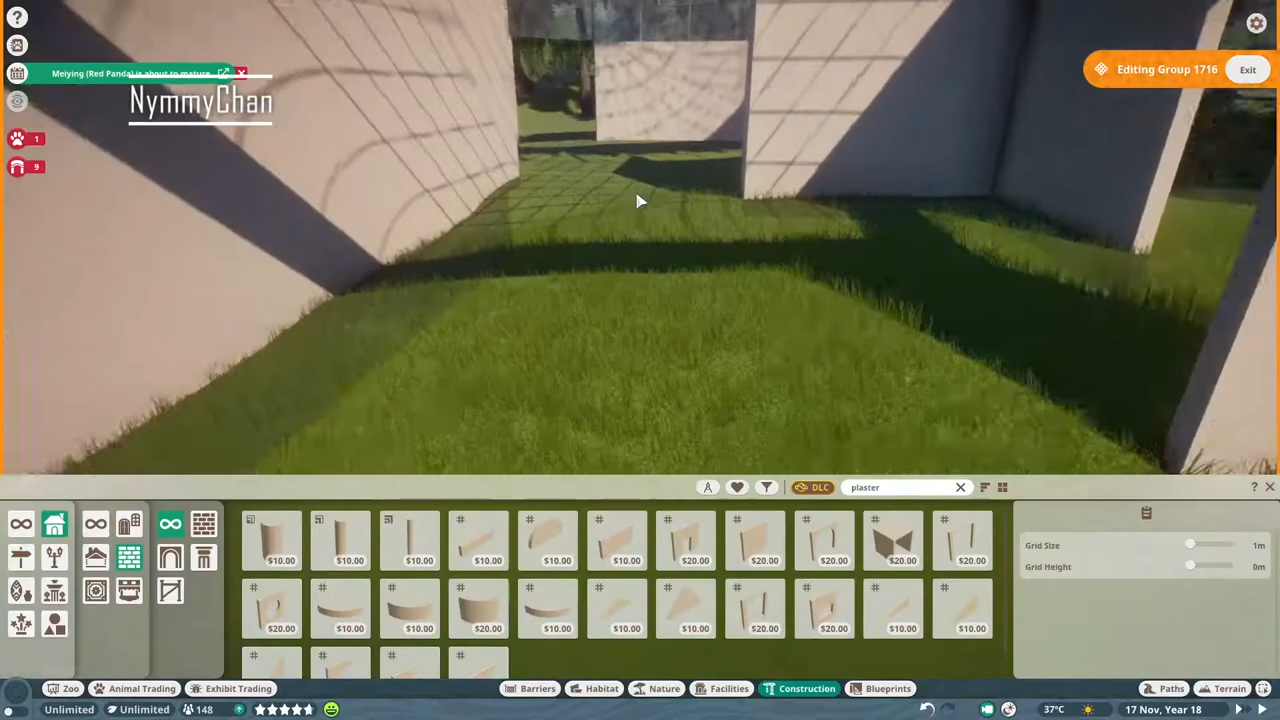 ?
Meiying (Red Panda) is about to mature
NymmyChan
Editing Group 1716
Exit
1
9
DLC
plaster
?
Grid Size
1m
Grid Height
0m
$10.00 $10.00 $10.00 $10.00 $10.00 $10.00 $20.00 $20.00 $20.00 $20.00 $20.00
$20.00 $10.00 $10.00 $20.00 $10.00 $10.00 $10.00 $20.00 $20.00 $10.00 $10.00
Zoo
Animal Trading
Exhibit Trading
Barriers
Habitat
Nature
Facilities
Construction
Blueprints
Paths
Terrain
Unlimited
Unlimited
148
37°C
17 Nov, Year 18